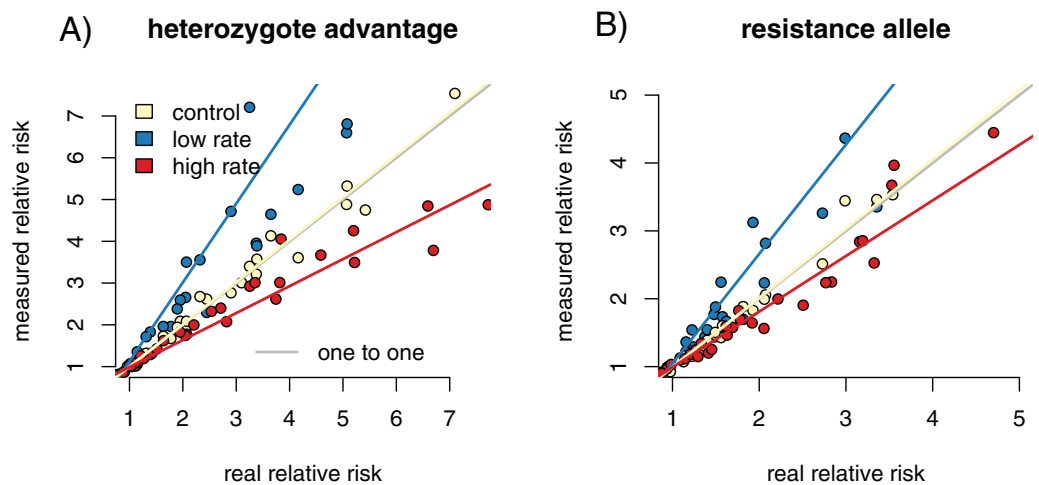 A)
heterozygote advantage
measured relative risk
7
6
5
4
3
2
1
control
low rate
high rate
one to one
1 2 3 4 5 6 7
real relative risk
B)
resistance allele
measured relative risk
5
4
3
2
1
1 2 3 4 5
real relative risk